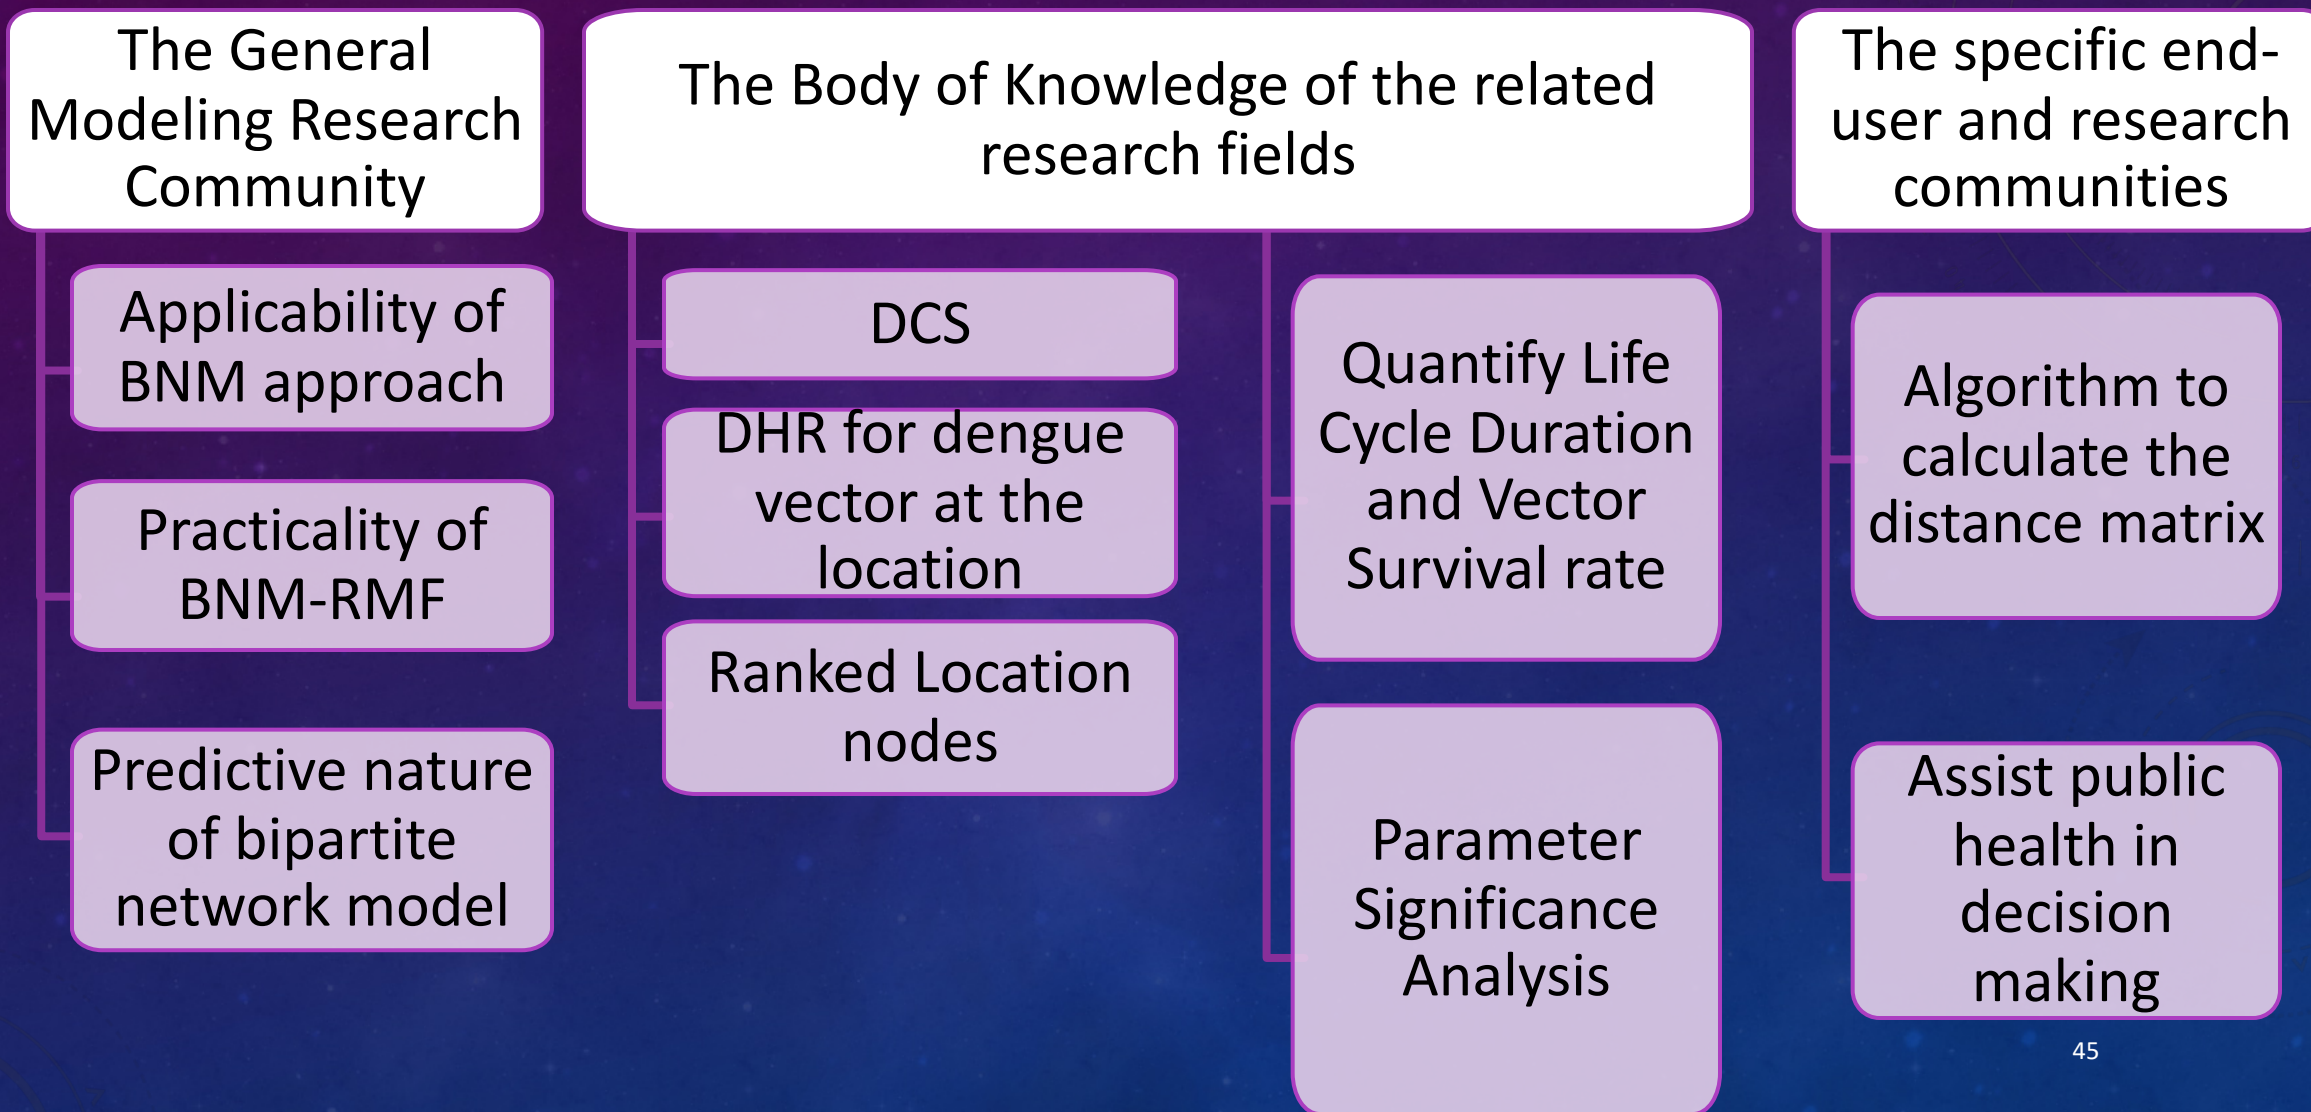 The General
Modeling Research
Community
Applicability of
BNM approach
Practicality of
BNM-RMF
Predictive nature
of bipartite
network model
The Body of Knowledge of the related
research fields
DCS
DHR for dengue
vector at the
location
Ranked Location
nodes
Quantify Life
Cycle Duration
and Vector
Survival rate
Parameter
Significance
Analysis
The specific end-
user and research
communities
Algorithm to
calculate the
distance matrix
Assist public
health in
decision
making
45